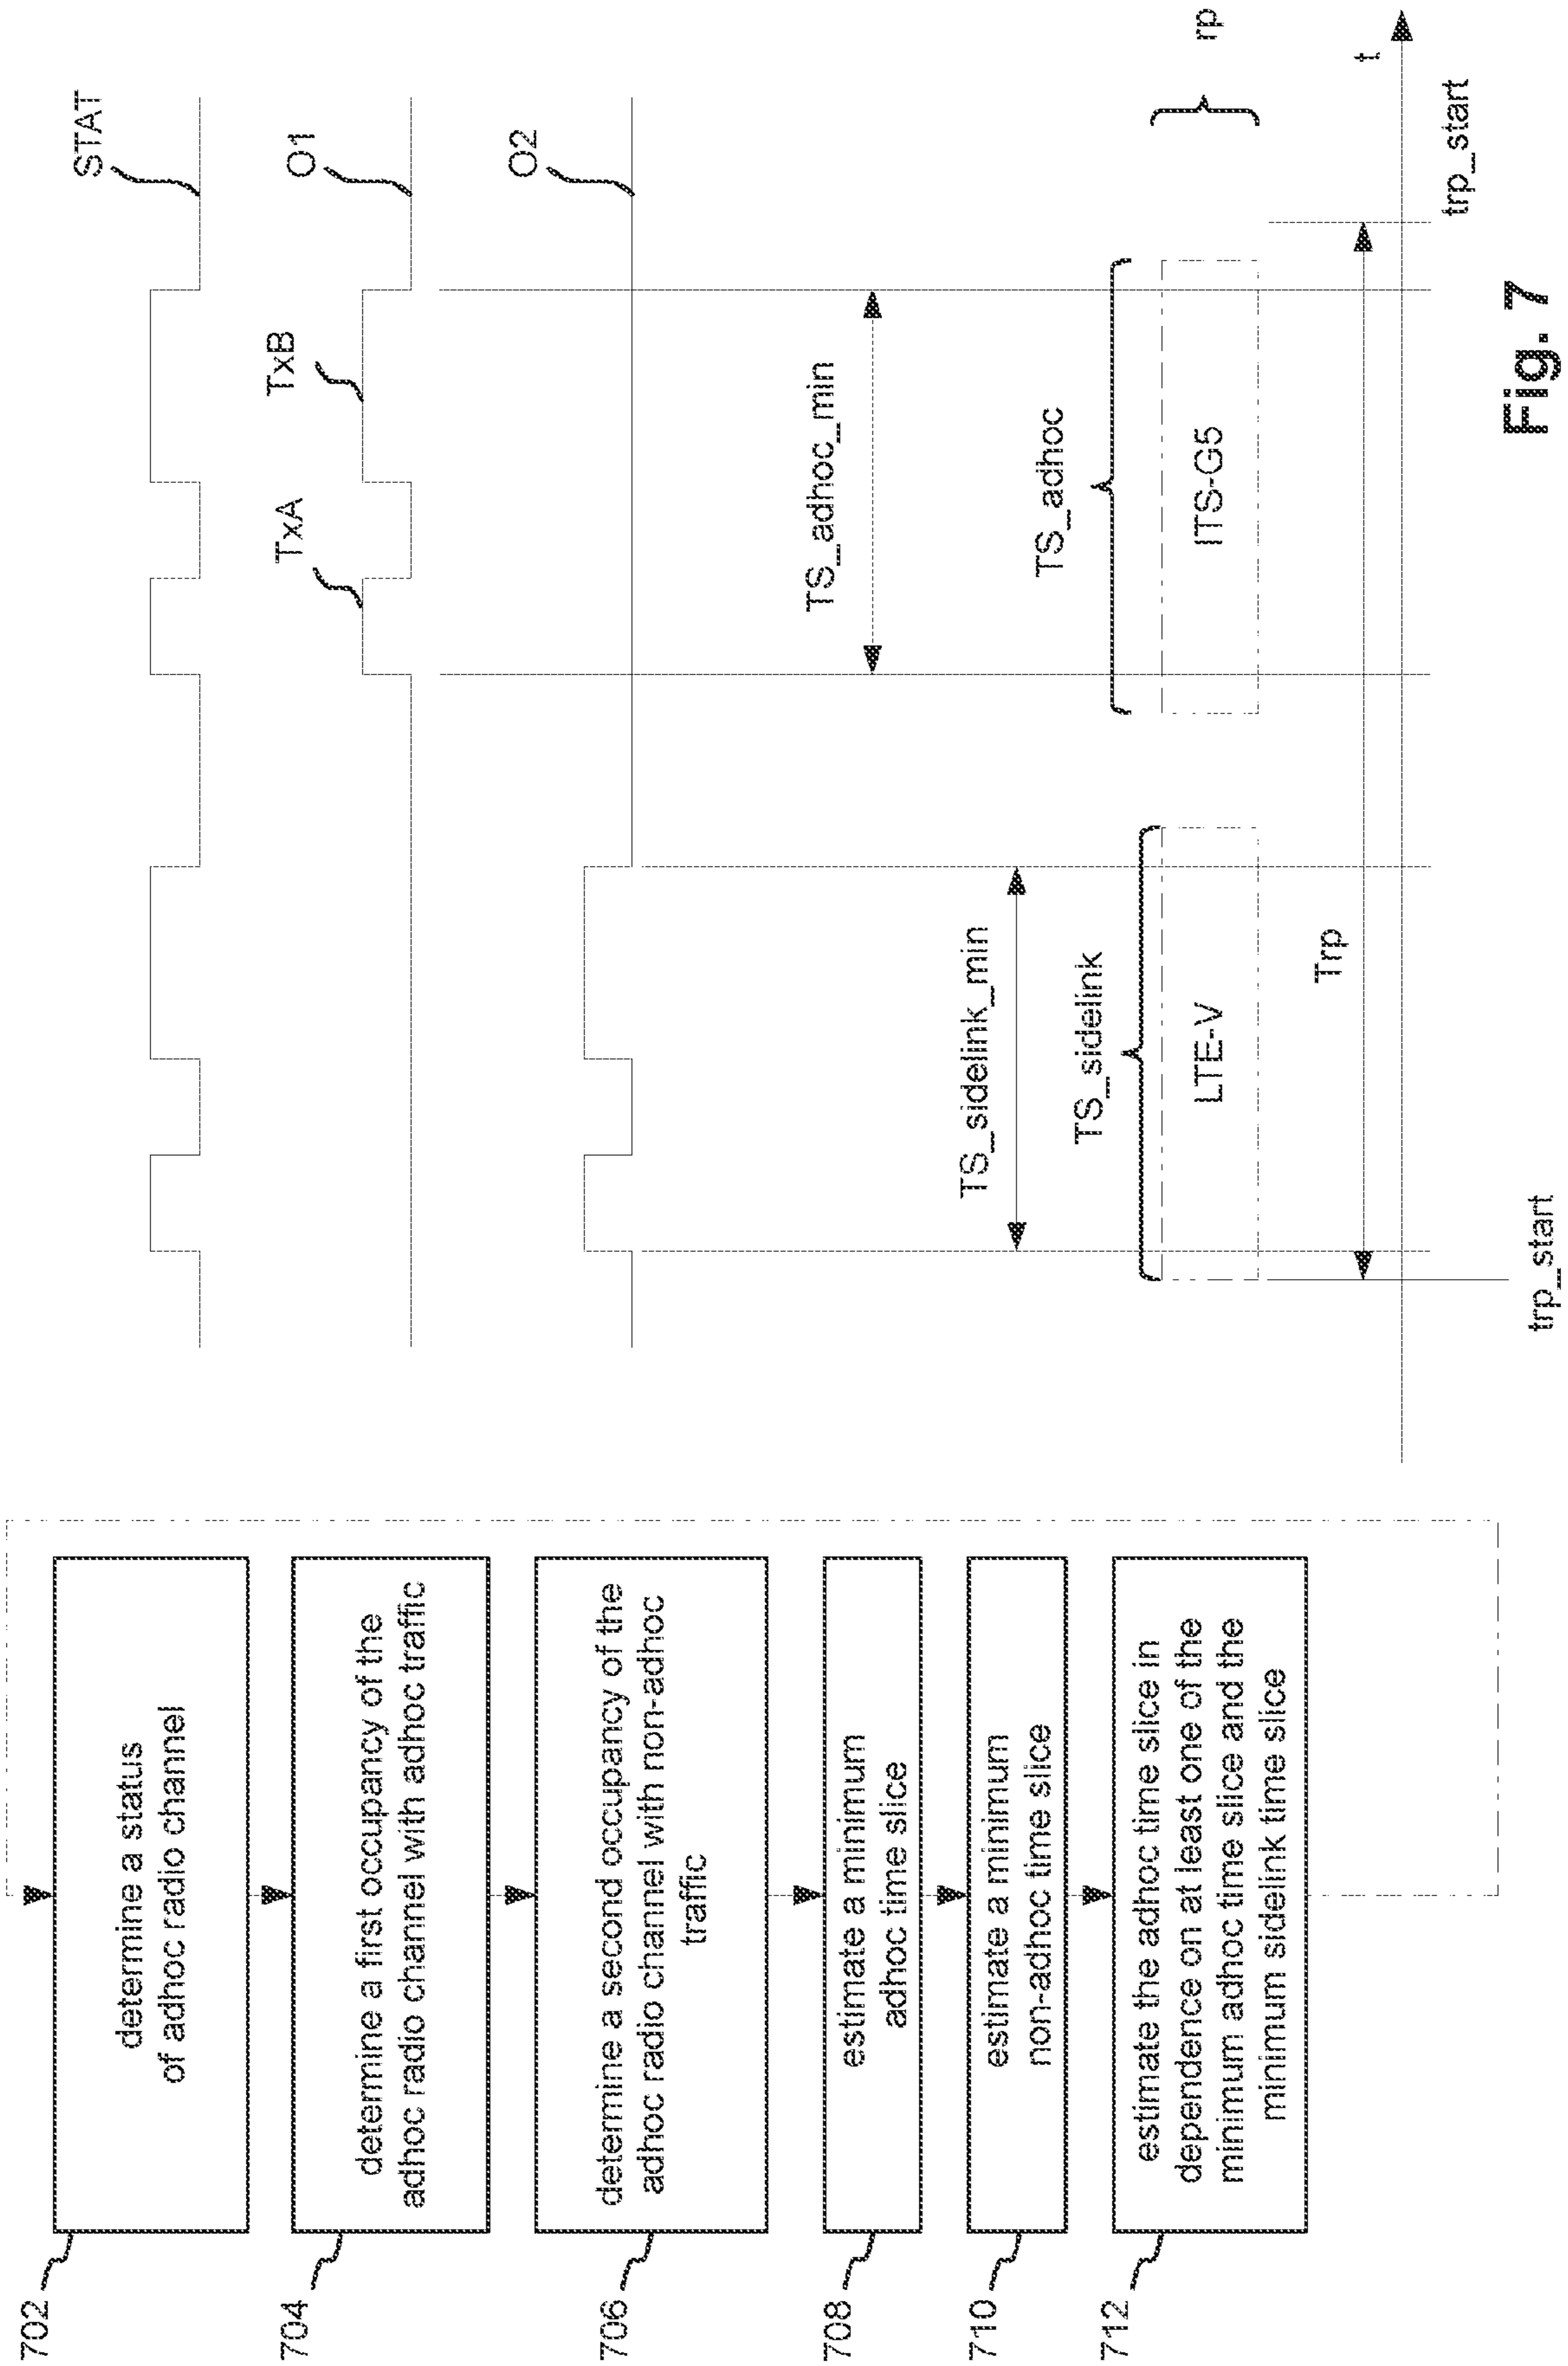 702
determine a status
of adhoc radio channel
704
determine a first occupancy of the
adhoc radio channel with adhoc traffic
706
determine a second occupancy of the
adhoc radio channel with non-adhoc
traffic
708
estimate a minimum
adhoc time slice
710
estimate a minimum
non-adhoc time slice
712
estimate the adhoc time slice in
dependence on at least one of the
minimum adhoc time slice and the
minimum sidelink time slice
STAT
O1
TxA
TxB
O2
TS_adhoc_min
TS_sidelink_min
TS_adhoc
TS_sidelink
LTE-V
ITS-G5
rp
Trp
t
trp_start
trp_start
Fig. 7